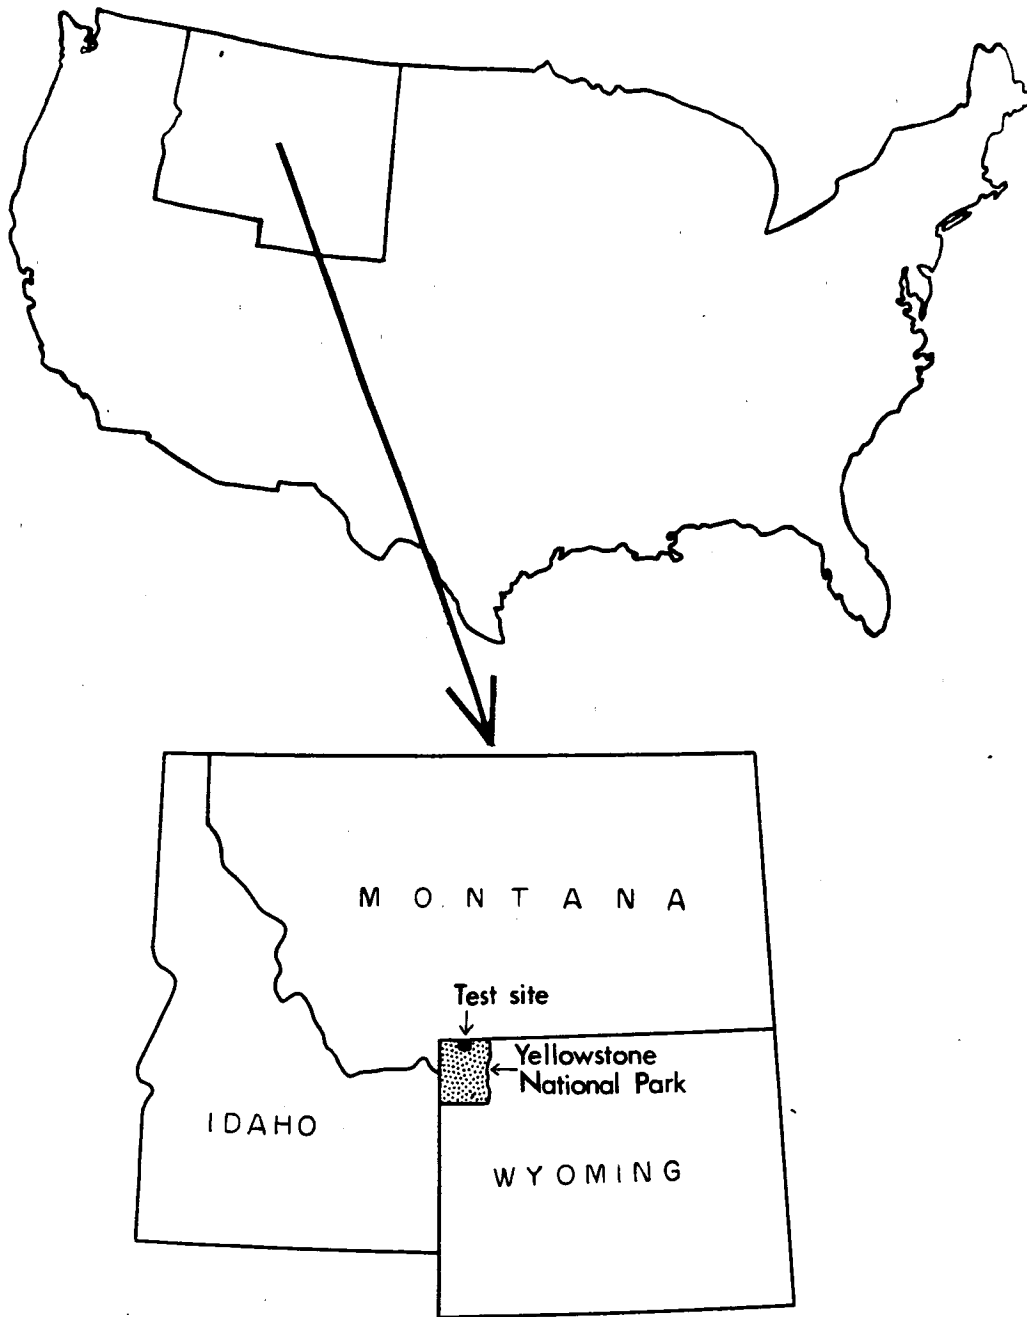 MONTANA
Test site
Yellowstone
National Park
IDAHO
WYOMING